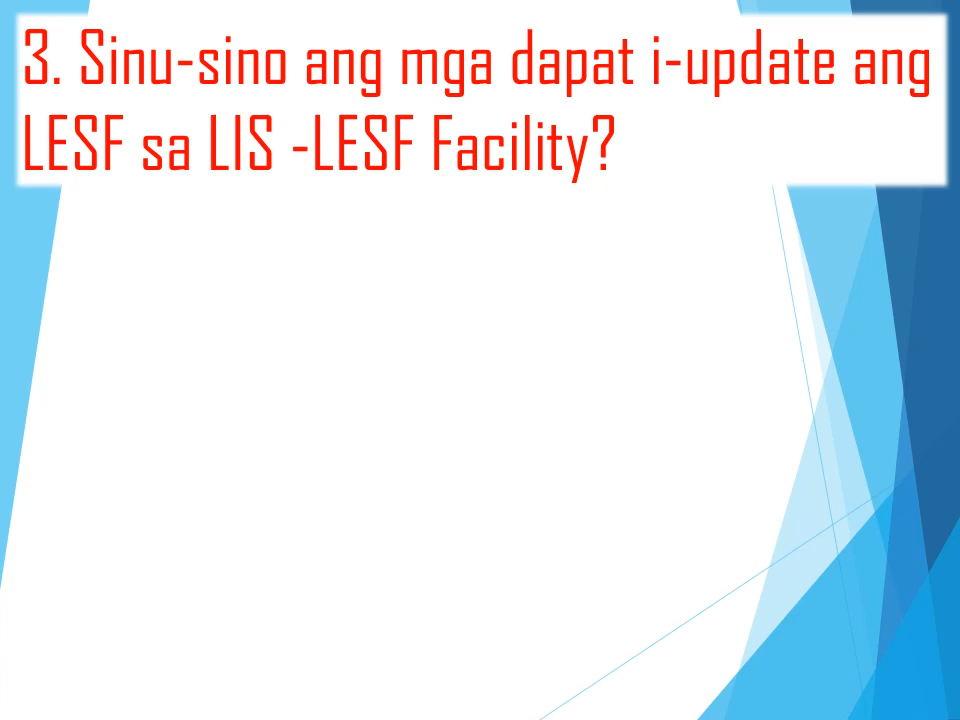 3. Sinu-sino ang mga dapat i-update ang
LESF sa LIS -LESF Facility?